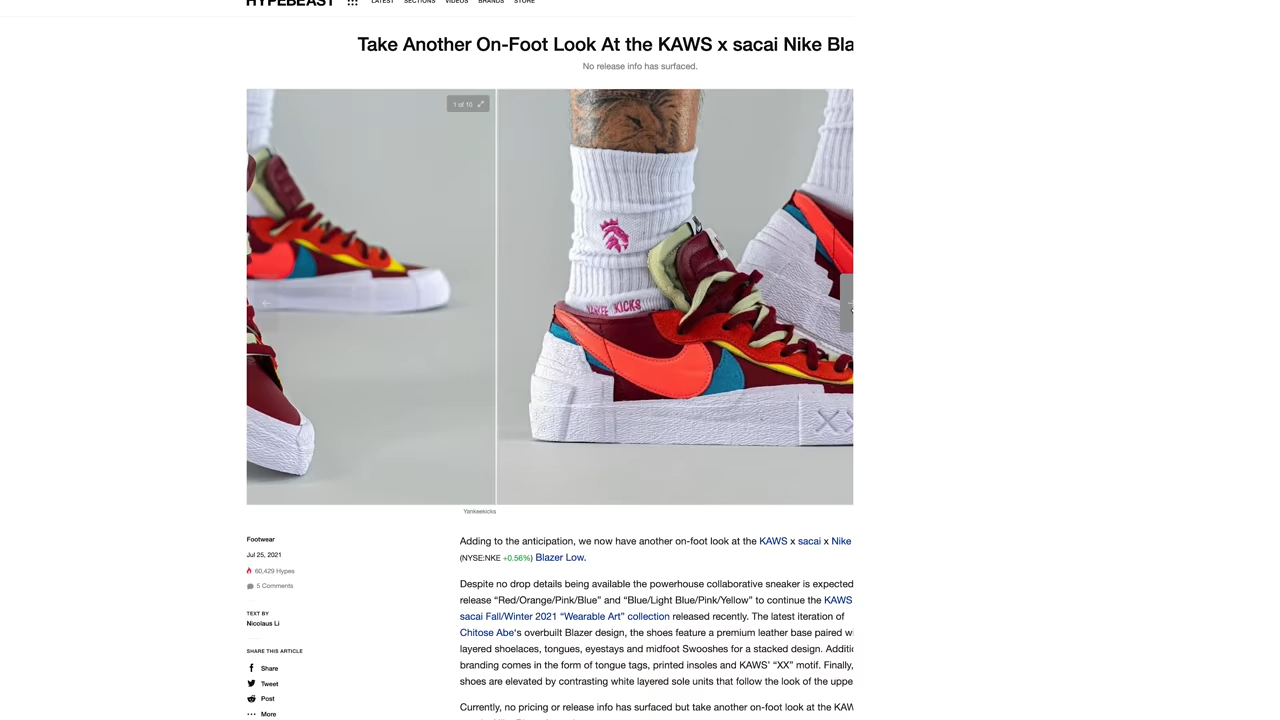 HYPEBEAST LATEST SECTIONS VIDEOS BRANDS STORE
Take Another On-Foot Look At the KAWS x sacai Nike Bla
No release info has surfaced.
1 of 15
KICKS
XX
Yankeekicks
Footwear
Jul 25, 2021
60,429 Hypes
5 Comments
TEXT BY
Nicolaus Li
SHARE THIS ARTICLE
Share
Tweet
Post
More
Adding to the anticipation, we now have another on-foot look at the KAWS x sacai x Nike
(NYSE:NKE +0.56%) Blazer Low.
Despite no drop details being available the powerhouse collaborative sneaker is expected
release “Red/Orange/Pink/Blue” and “Blue/Light Blue/Pink/Yellow” to continue the KAWS
sacai Fall/Winter 2021 “Wearable Art” collection released recently. The latest iteration of
Chitose Abe‘s overbuilt Blazer design, the shoes feature a premium leather base paired wi
layered shoelaces, tongues, eyestays and midfoot Swooshes for a stacked design. Additic
branding comes in the form of tongue tags, printed insoles and KAWS’ “XX” motif. Finally,
shoes are elevated by contrasting white layered sole units that follow the look of the uppe
Currently, no pricing or release info has surfaced but take another on-foot look at the KAW